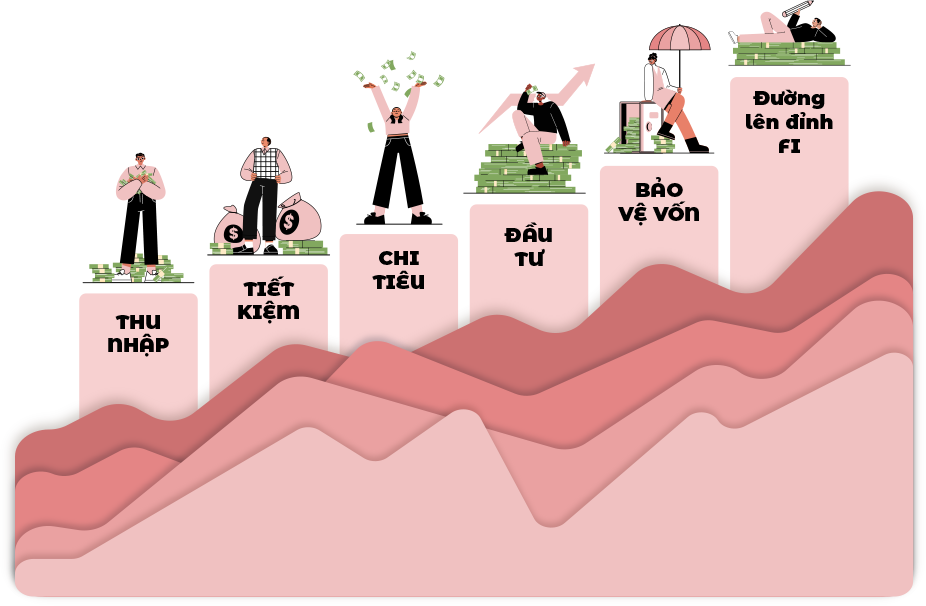 THU
NHẬP
TIẾT
KIỆM
CHI
TIÊU
ĐẦU
TƯ
BẢO
VỆ VỐN
Đường
lên đỉnh
FI
$
$